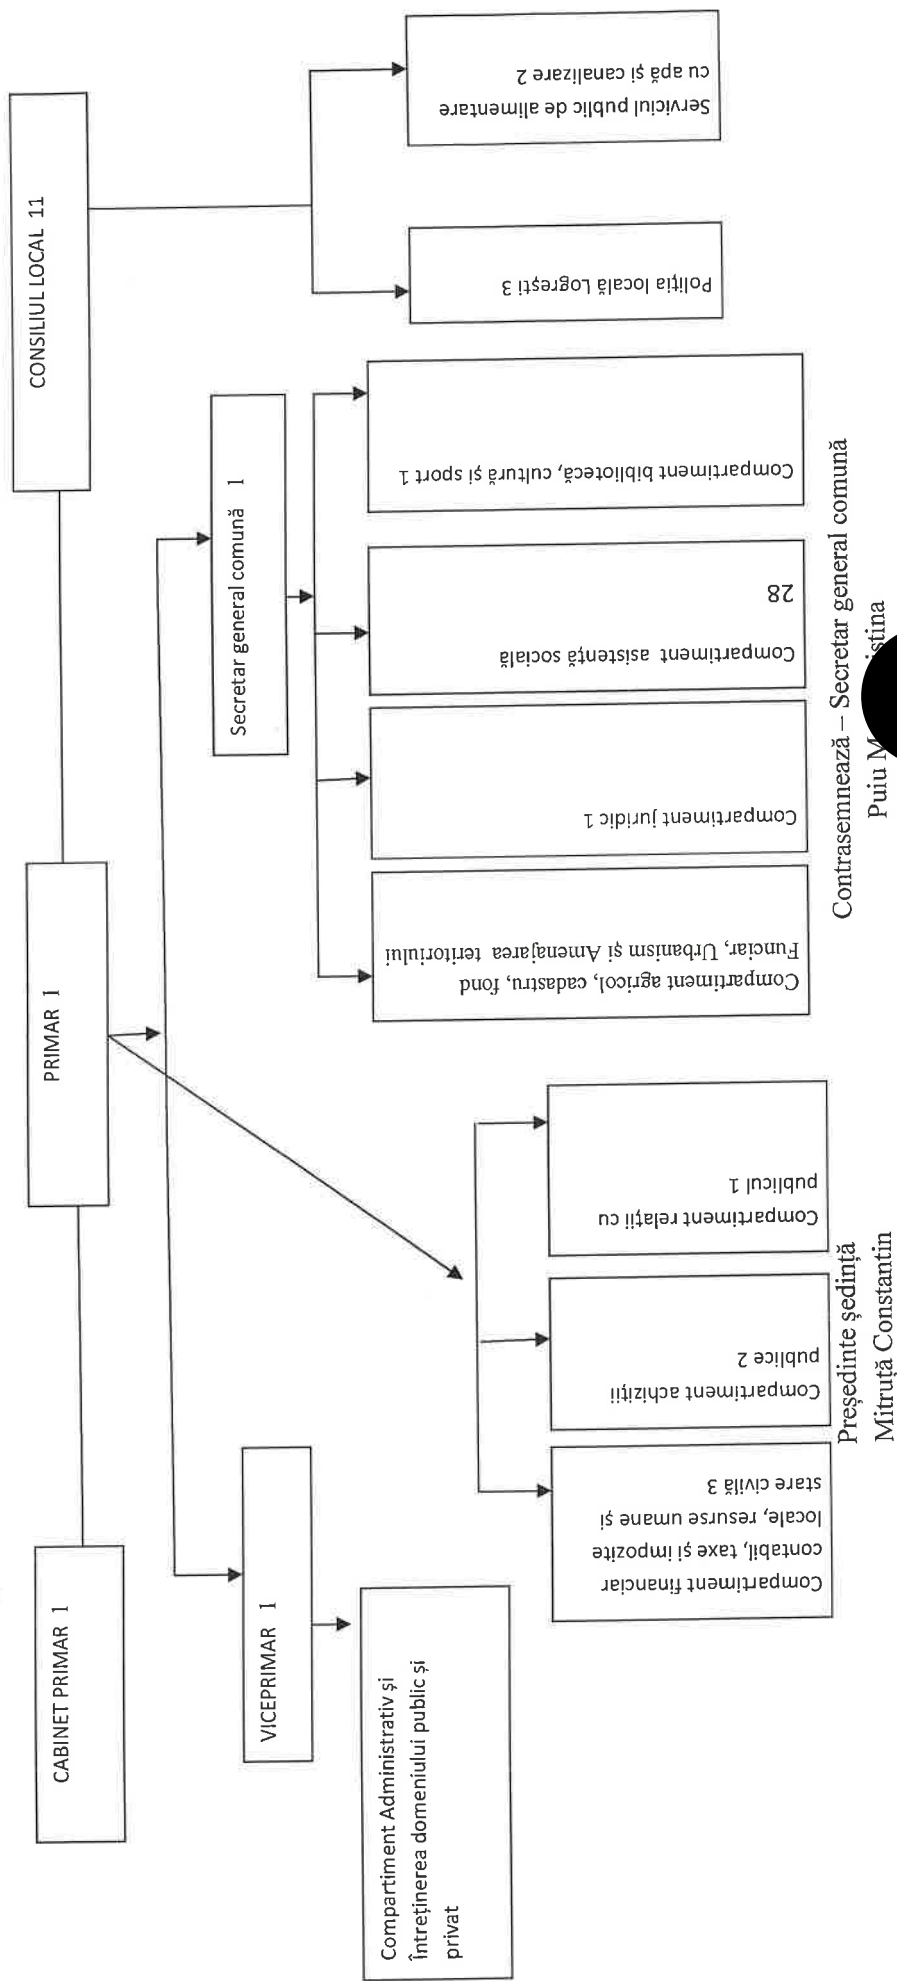 CABINET PRIMAR 1
PRIMAR 1
CONSILIUL LOCAL 11
VICEPRIMAR 1
Secretar general comună 1
Compartiment Administrativ și
întreținerea domeniului public și
privat
Compartiment financiar
contabil, taxe și impozite
locale, resurse umane și
stare civilă 3
Compartiment achiziții
publice 2
Compartiment relații cu
publicul 1
Compartiment agricol, cadastru, fond
Funciar, Urbanism și Amenajarea teritoriului
Compartiment juridic 1
Compartiment asistență socială
28
Compartiment bibliotecă, cultură și sport 1
Poliția locală Logrești 3
Serviciul public de alimentare
cu apă și canalizare 2
Președinte ședință
Mitruță Constantin
Contrasemnează – Secretar general comună
Puiu